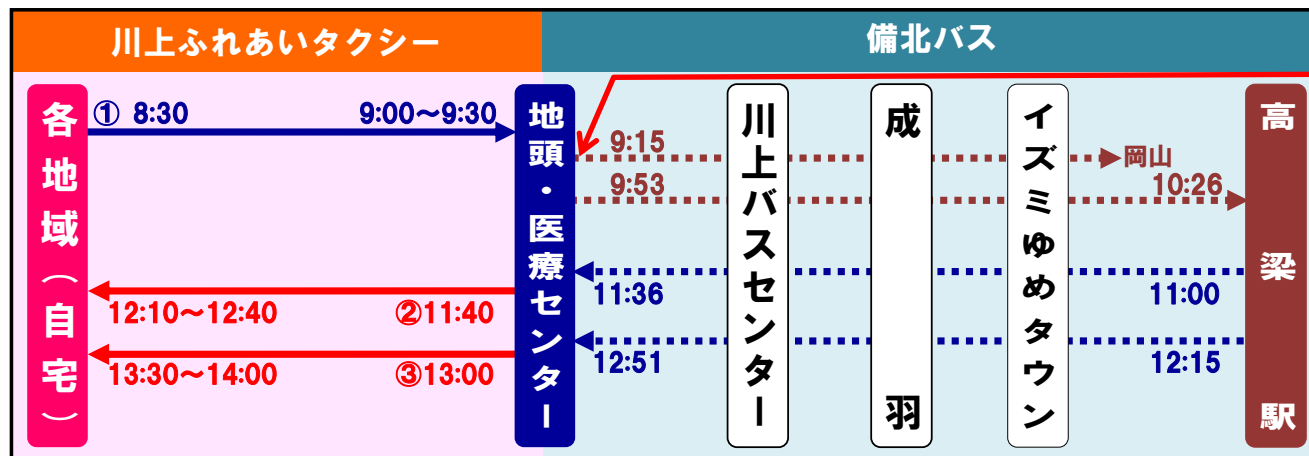 川上ふれあいタクシー
備北バス
各地域（自宅）
① 8:30
9:00～9:30
12:10～12:40
②11:40
13:30～14:00
③13:00
地頭・医療センター
9:15
岡山
9:53
10:26
11:36
11:00
12:51
12:15
川上バスセンター
成羽
イズミゆめタウン
高梁駅